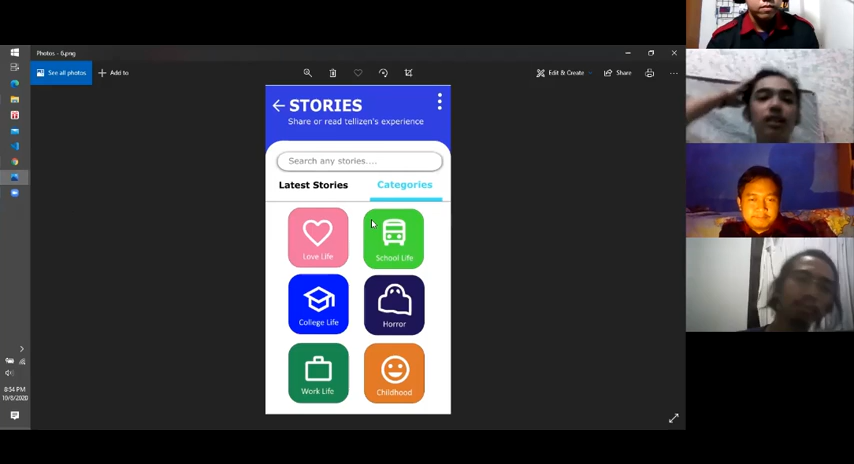 Photos - 6.png
See all photos
Add to
Edit & Create
Share
STORIES
Share or read tellizen's experience
Search any stories....
Latest Stories
Categories
Love Life
School Life
College Life
Horror
Work Life
Childhood
8:54 PM
10/8/2020